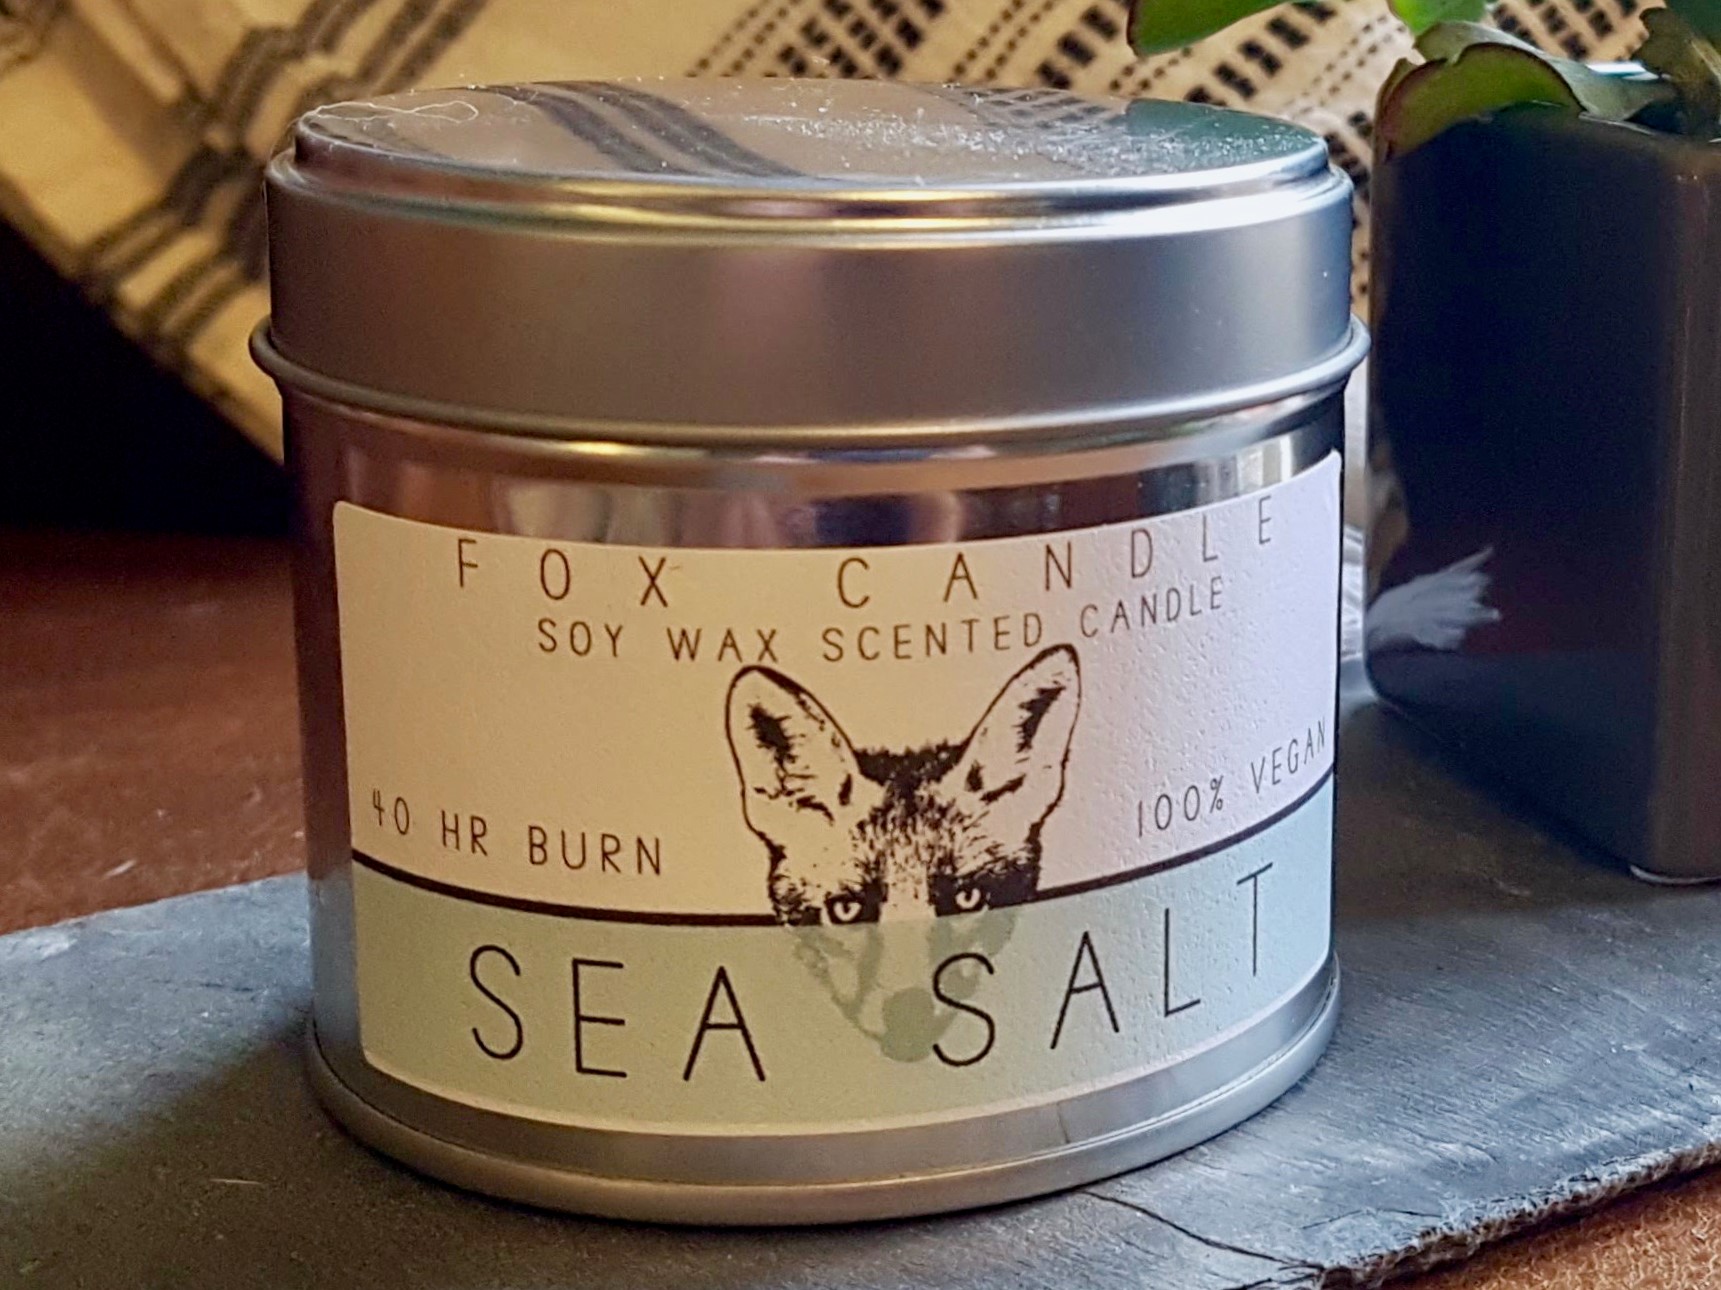 FOX CANDLE
SOY WAX SCENTED CANDLE
40 HR BURN
100% VEGAN
SEA SALT